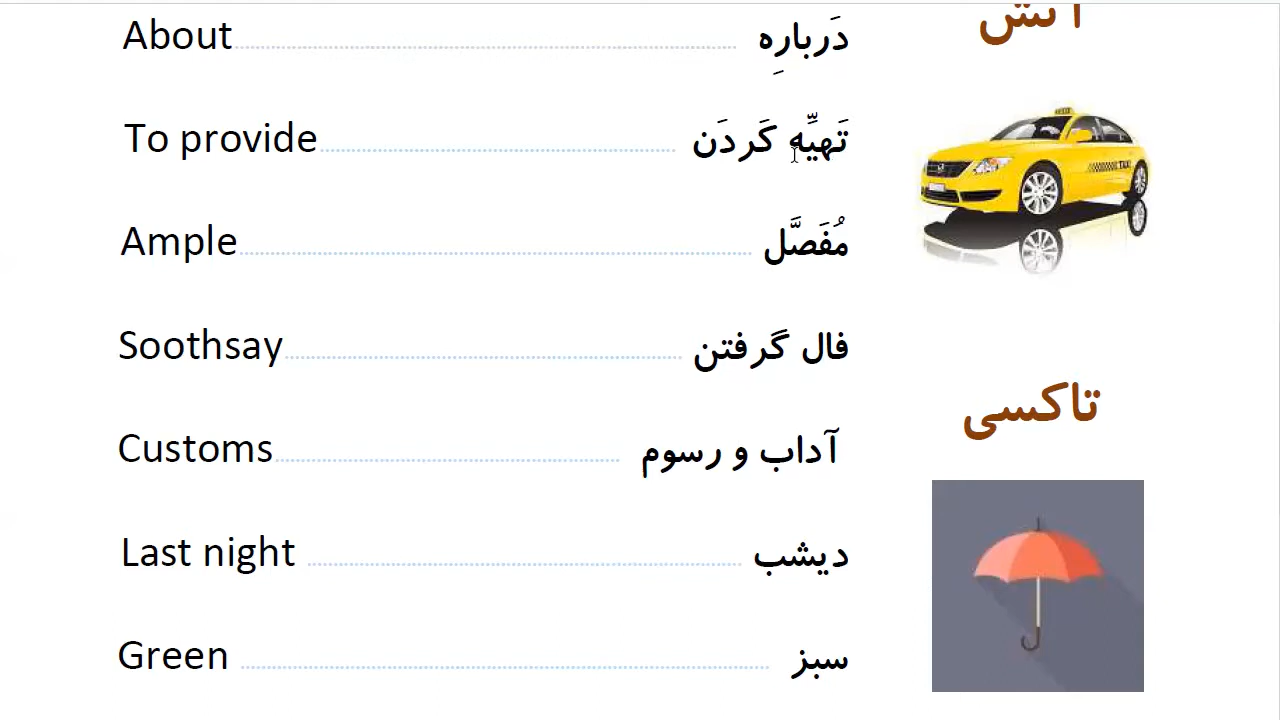 About دَربارِهِ
To provide تَهیِّه کَردَن
Ample مُفَصَّل
Soothsay فال گرفتن
Customs آداب و رسوم
Last night دیشب
Green سبز
TAXI
تاکسی